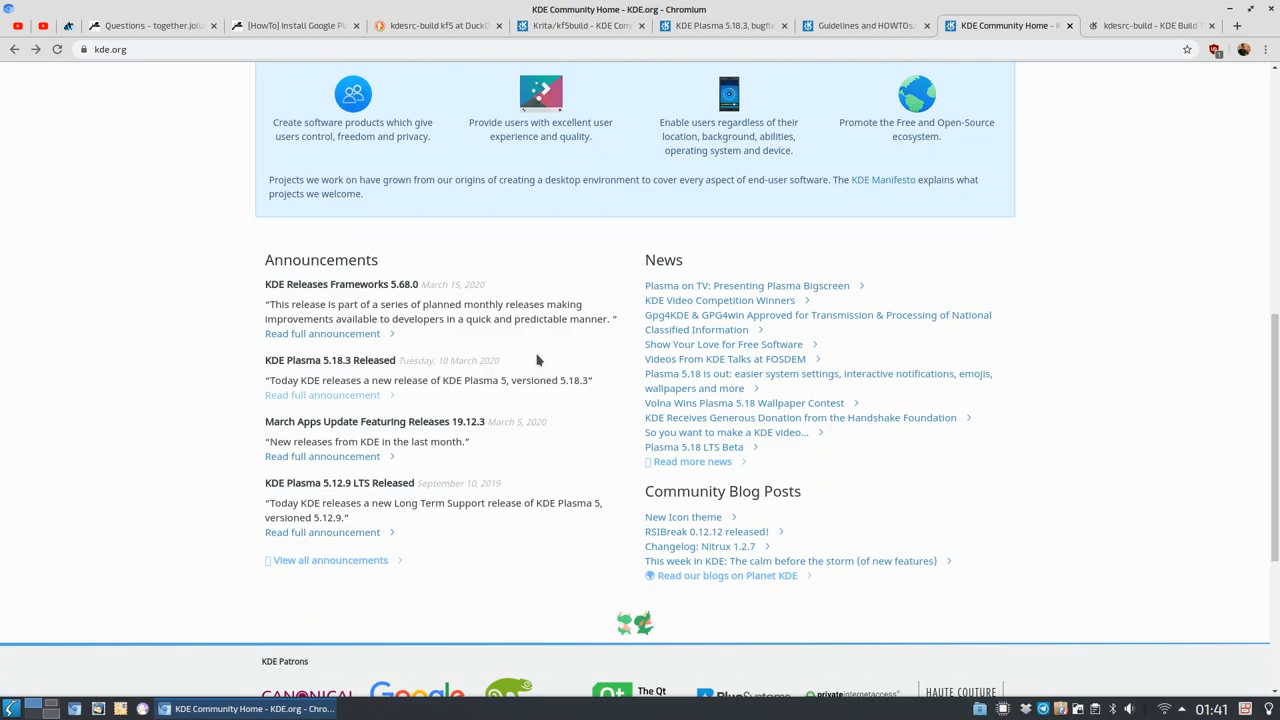 KDE Community Home - KDE.org - Chromium
Questions - together.joll
[HowTo] Install Google Pl
kdesrc-build kf5 at DuckD
Krita/kf5build - KDE Com
KDE Plasma 5.18.3, bugfi
Guidelines and HOWTOs/
KDE Community Home - K
kdesrc-build - KDE Build T
kde.org
Create software products which give
users control, freedom and privacy.
Provide users with excellent user
experience and quality.
Enable users regardless of their
location, background, abilities,
operating system and device.
Promote the Free and Open-Source
ecosystem.
Projects we work on have grown from our origins of creating a desktop environment to cover every aspect of end-user software. The KDE Manifesto explains what
projects we welcome.
Announcements
KDE Releases Frameworks 5.68.0 March 15, 2020
“This release is part of a series of planned monthly releases making
improvements available to developers in a quick and predictable manner. ”
Read full announcement
KDE Plasma 5.18.3 Released Tuesday, 10 March 2020
“Today KDE releases a new release of KDE Plasma 5, versioned 5.18.3”
Read full announcement
March Apps Update Featuring Releases 19.12.3 March 5, 2020
“New releases from KDE in the last month.”
Read full announcement
KDE Plasma 5.12.9 LTS Released September 10, 2019
“Today KDE releases a new Long Term Support release of KDE Plasma 5,
versioned 5.12.9.”
Read full announcement
View all announcements
News
Plasma on TV: Presenting Plasma Bigscreen
KDE Video Competition Winners
Gpg4KDE & GPG4win Approved for Transmission & Processing of National
Classified Information
Show Your Love for Free Software
Videos From KDE Talks at FOSDEM
Plasma 5.18 is out: easier system settings, interactive notifications, emojis,
wallpapers and more
Volna Wins Plasma 5.18 Wallpaper Contest
KDE Receives Generous Donation from the Handshake Foundation
So you want to make a KDE video...
Plasma 5.18 LTS Beta
Read more news
Community Blog Posts
New Icon theme
RSIBreak 0.12.12 released!
Changelog: Nitrux 1.2.7
This week in KDE: The calm before the storm (of new features)
Read our blogs on Planet KDE
KDE Patrons
CANONICAL
Google
Qt
The Qt
BlueSystems
privateinternetaccess
HAUTE COUTURE
KDE Community Home - KDE.org - Chro...
01:41